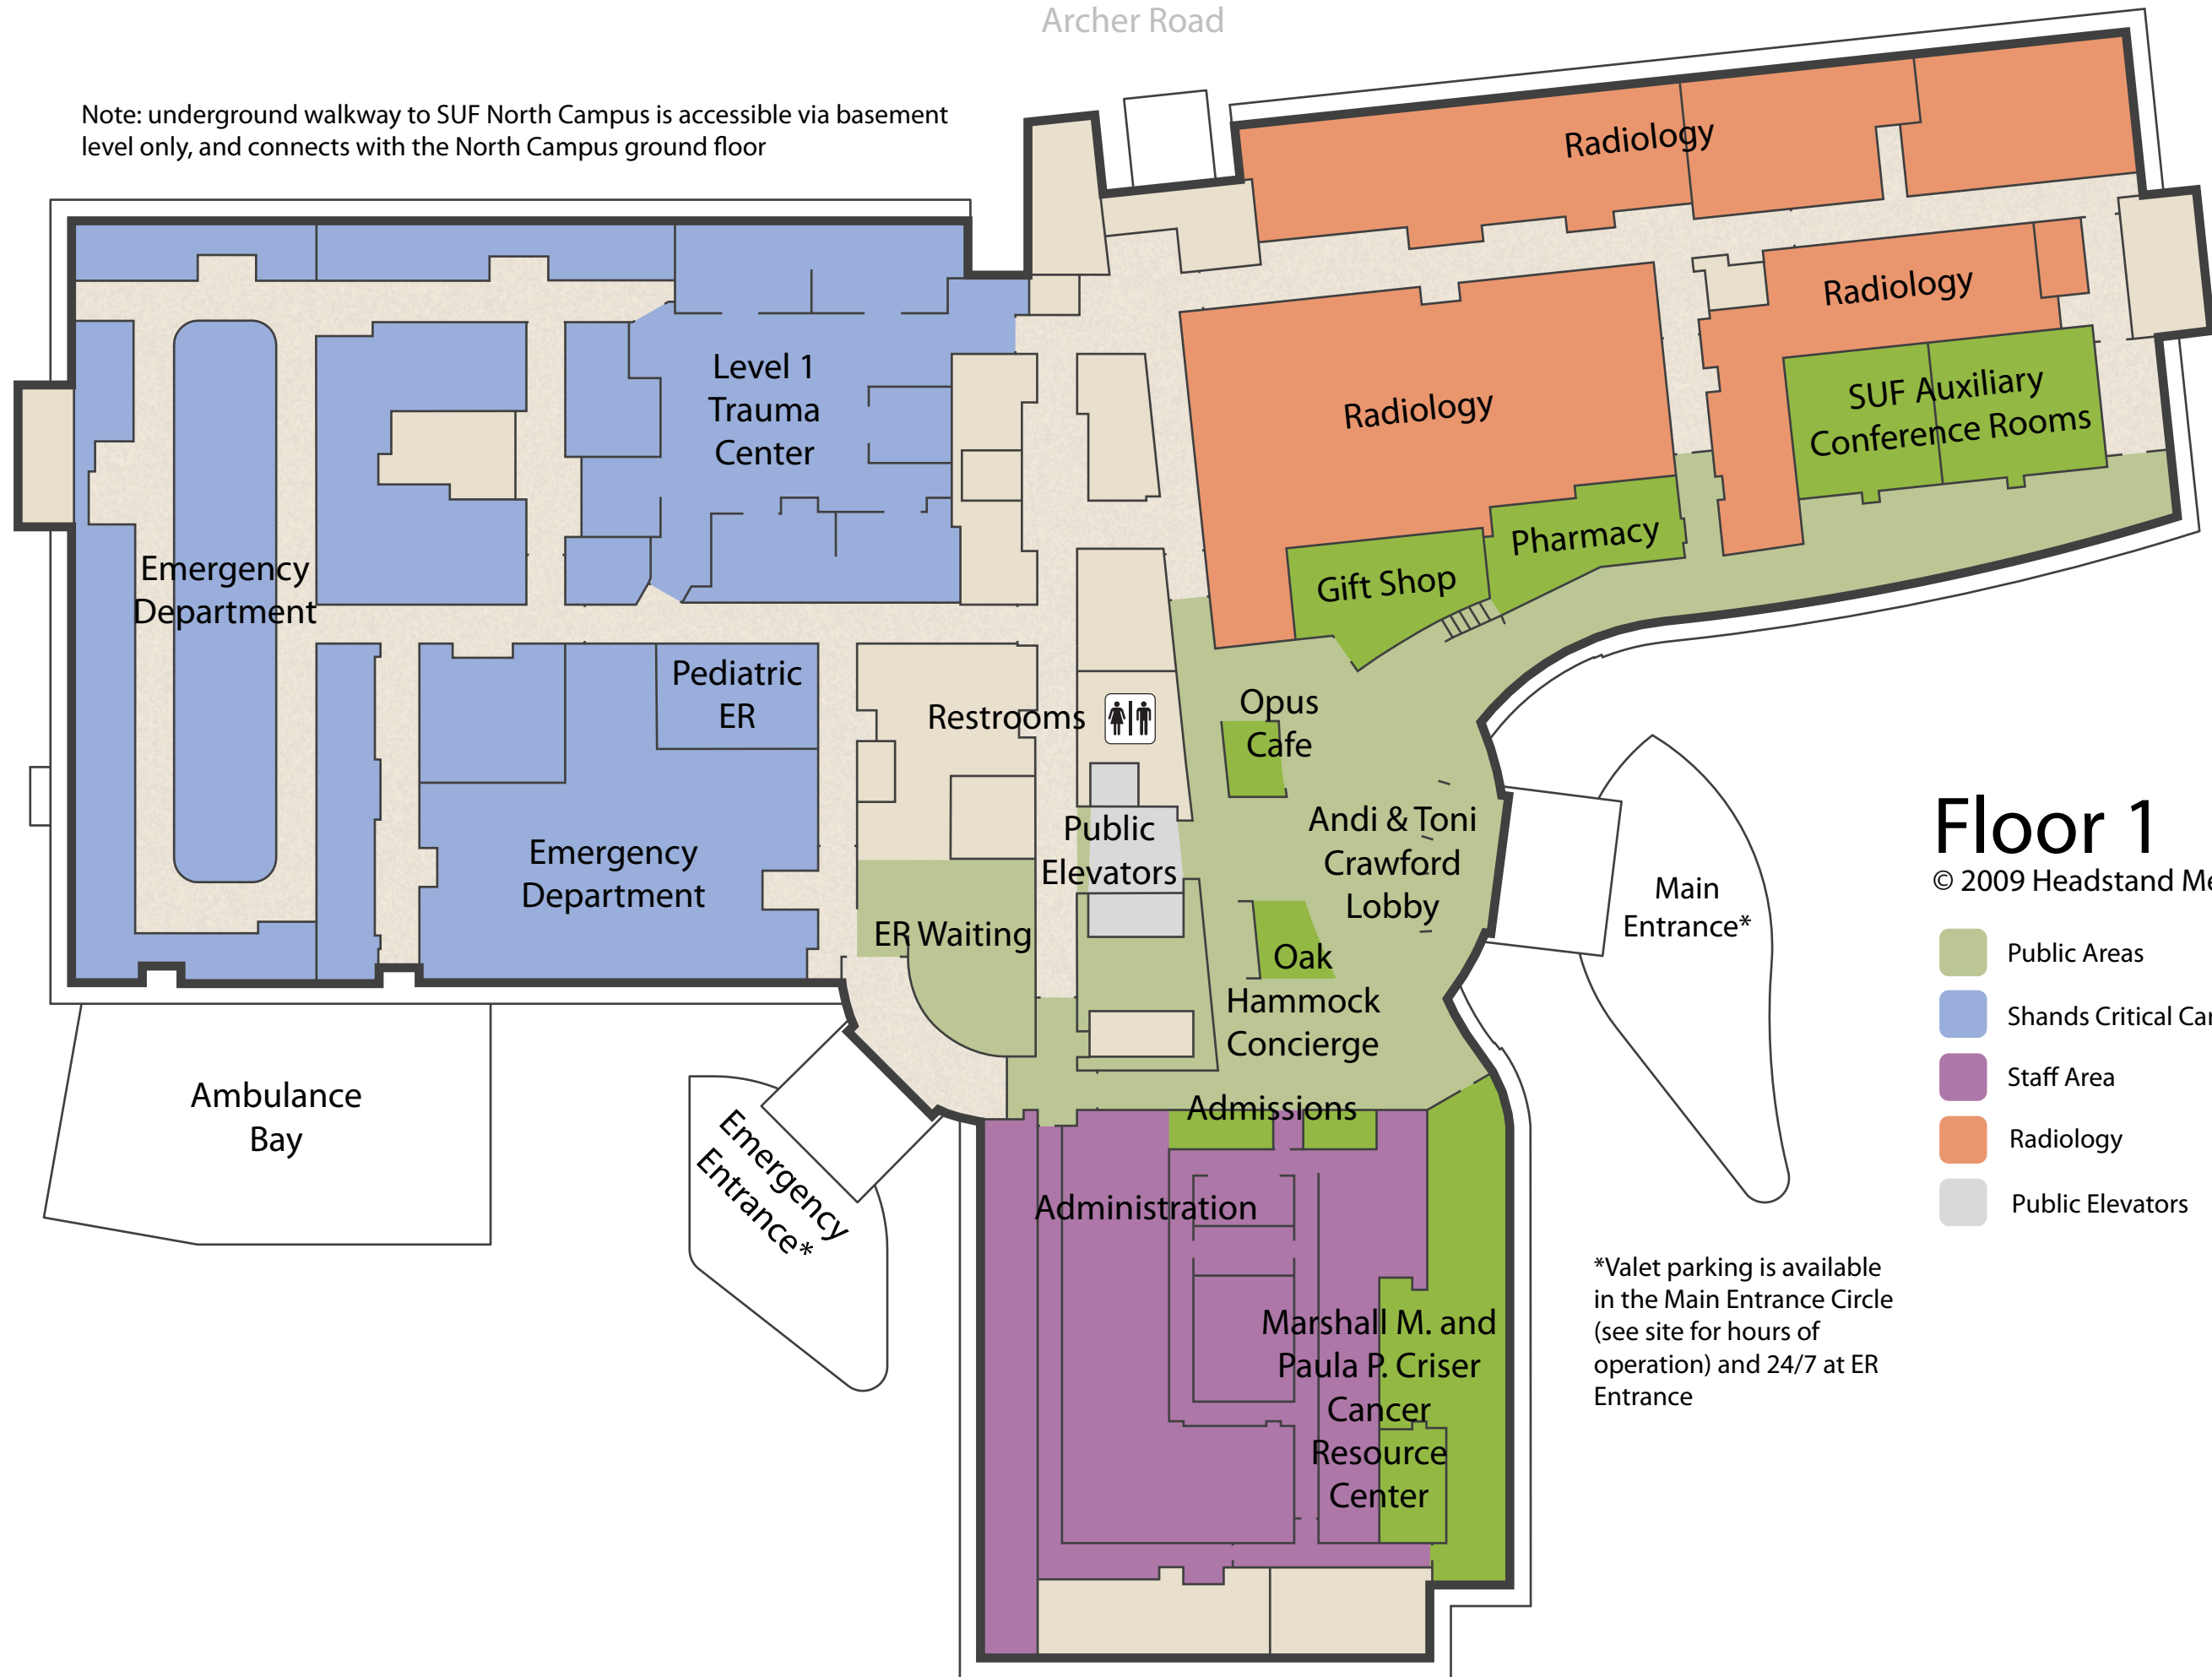 Archer Road
Note: underground walkway to SUF North Campus is accessible via basement
level only, and connects with the North Campus ground floor
Radiology
Radiology
Radiology
SUF Auxiliary
Conference Rooms
Level 1
Trauma
Center
Pharmacy
Gift Shop
Emergency
Department
Pediatric
ER
Restrooms
Opus
Cafe
Public
Elevators
Andi & Toni
Crawford
Lobby
Emergency
Department
ER Waiting
Oak
Hammock
Concierge
Main
Entrance*
Floor 1
© 2009 Headstand Me
Public Areas
Shands Critical Car
Staff Area
Radiology
Public Elevators
Ambulance
Bay
Emergency
Entrance*
Admissions
Administration
Marshall M. and
Paula P. Criser
Cancer
Resource
Center
*Valet parking is available
in the Main Entrance Circle
(see site for hours of
operation) and 24/7 at ER
Entrance